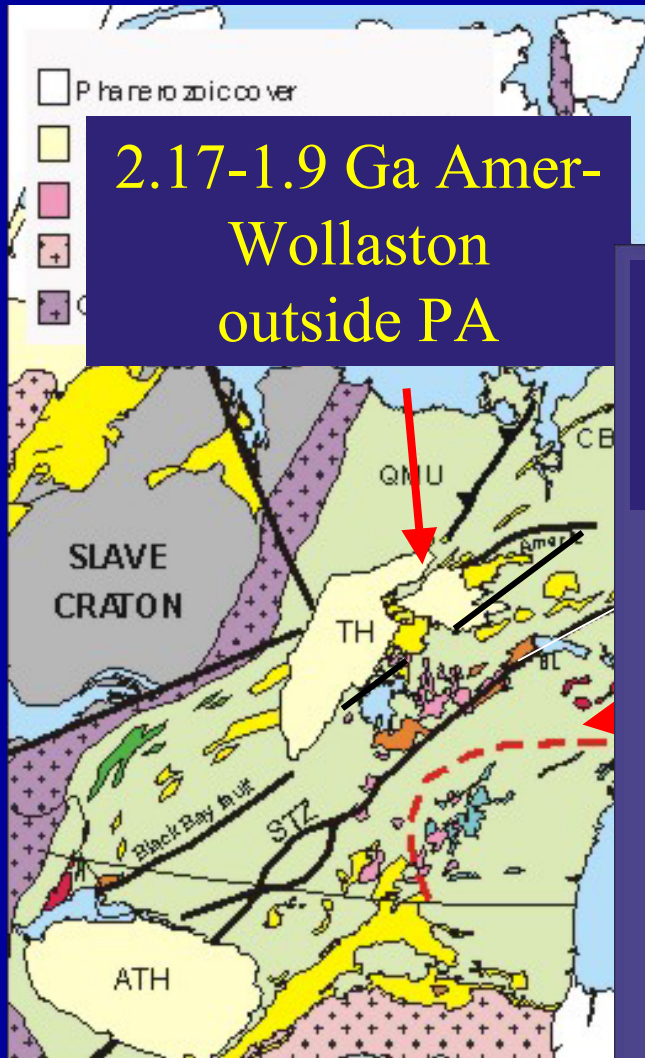 Phanerozoic cover
2.17-1.9 Ga Amer-
Wollaston
outside PA
CB
QMU
SLAVE
CRATON
TH
BL
Black Bay fault
STZ
ATH